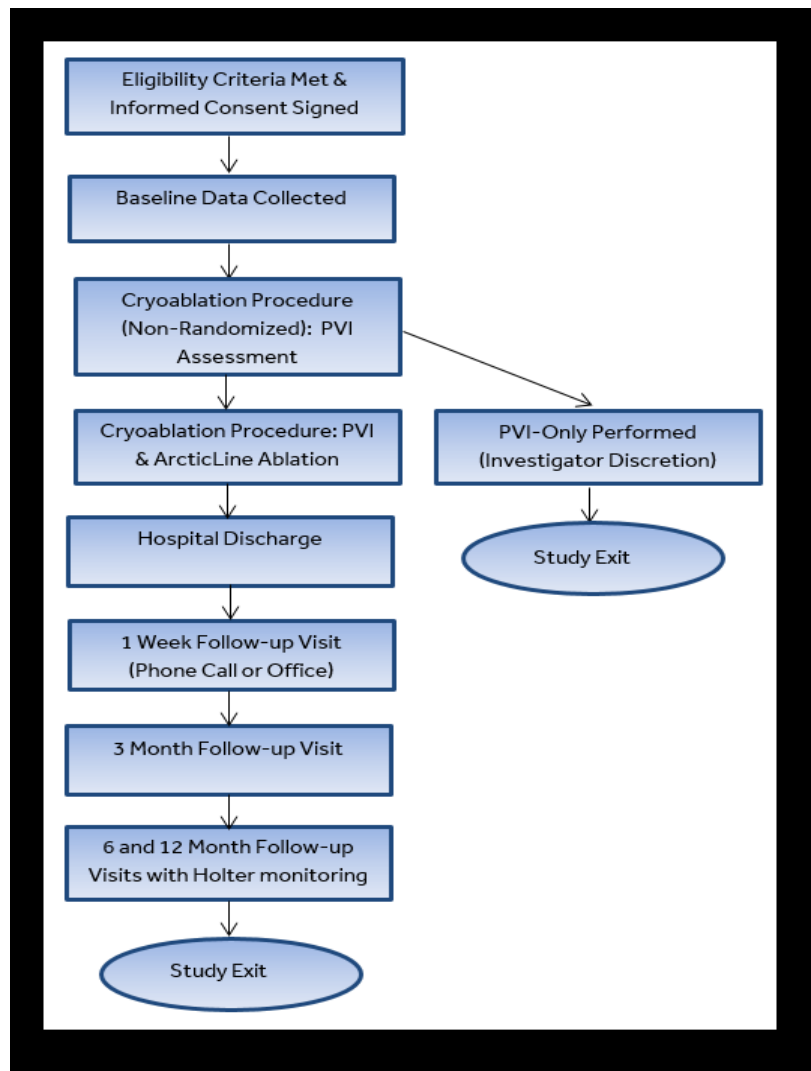 Eligibility Criteria Met &
Informed Consent Signed
Baseline Data Collected
Cryoablation Procedure
(Non-Randomized): PVI
Assessment
Cryoablation Procedure: PVI
& ArcticLine Ablation
PVI-Only Performed
(Investigator Discretion)
Hospital Discharge
Study Exit
1 Week Follow-up Visit
(Phone Call or Office)
3 Month Follow-up Visit
6 and 12 Month Follow-up
Visits with Holter monitoring
Study Exit